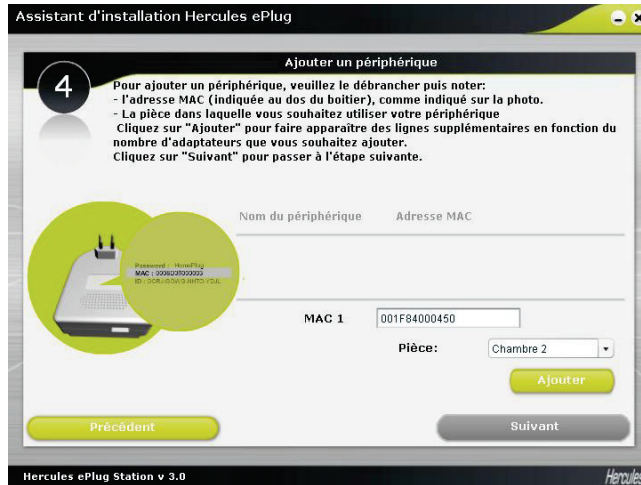 Assistant d'installation Hercules ePlug
Ajouter un périphérique
4
Pour ajouter un périphérique, veuillez le débrancher puis noter:
- l'adresse MAC (indiquée au dos du boitier), comme indiqué sur la photo.
- La pièce dans laquelle vous souhaitez utiliser votre périphérique
Cliquez sur "Ajouter" pour faire apparaître des lignes supplémentaires en fonction du
nombre d'adaptateurs que vous souhaitez ajouter.
Cliquez sur "Suivant" pour passer à l'étape suivante.
Nom du périphérique Adresse MAC
Password : HomePlug
MAC :
MAC 1 001F84000450
Pièce: Chambre 2
Ajouter
Précédent Suivant
Hercules ePlug Station v 3.0 Hercules